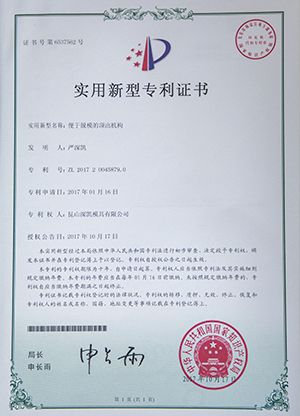 证书号第6537562号
实用新型专利证书
实用新型名称：便于拔模的顶出机构
发明人：严深凯
专利号：ZL 2017 2 0045879.0
专利申请日：2017年01月16日
专利权人：昆山深凯模具有限公司
授权公告日：2017年10月17日
本实用新型经过本局依照中华人民共和国专利法进行初步审查，决定授予专利权，颁
发本证书并在专利登记簿上予以登记。专利权自授权公告之日起生效。
本专利的专利权期限为十年，自申请日起算。专利权人应当依照专利法及其实施细则
规定缴纳年费。本专利的年费应当在每年01月16日前缴纳。未按照规定缴纳年费的，专
利权自应当缴纳年费期满之日起终止。
专利证书记载专利权登记时的法律状况。专利权的转移、质押、无效、终止、恢复和
专利权人的姓名或名称、国籍、地址变更等事项记载在专利登记簿上。
局长
申长雨
申长雨
中华人民共和国国家知识产权局
2017年10月17日
第1页（共1页）